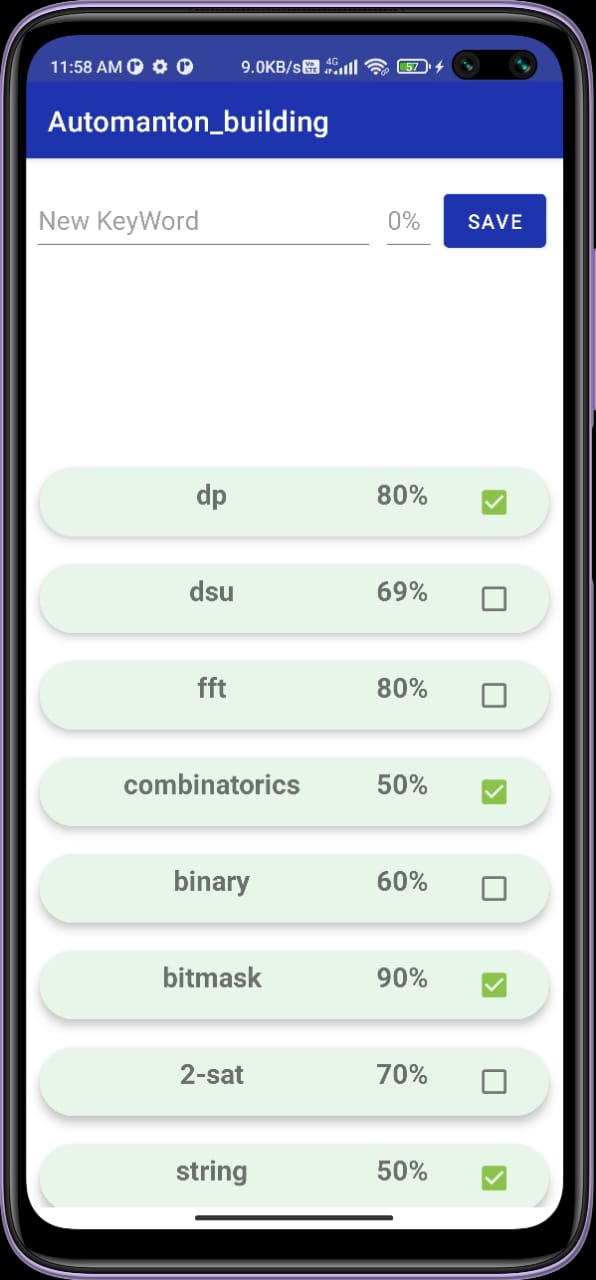 11:58 AM 9.0KB/s 4G 57
Automanton_building
New KeyWord 0% SAVE
dp 80%
dsu 69%
fft 80%
combinatorics 50%
binary 60%
bitmask 90%
2-sat 70%
string 50%